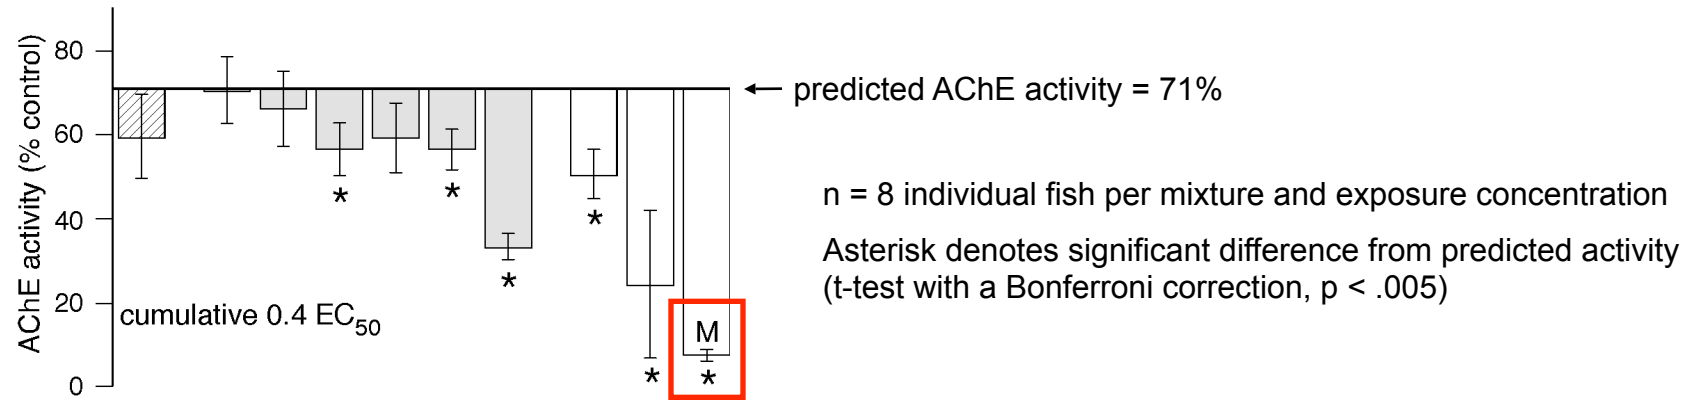 AChE activity (% control)
80
60
40
20
0
predicted AChE activity = 71%
n = 8 individual fish per mixture and exposure concentration
Asterisk denotes significant difference from predicted activity
(t-test with a Bonferroni correction, p < .005)
cumulative 0.4 EC50
M
*
*
*
*
*
*